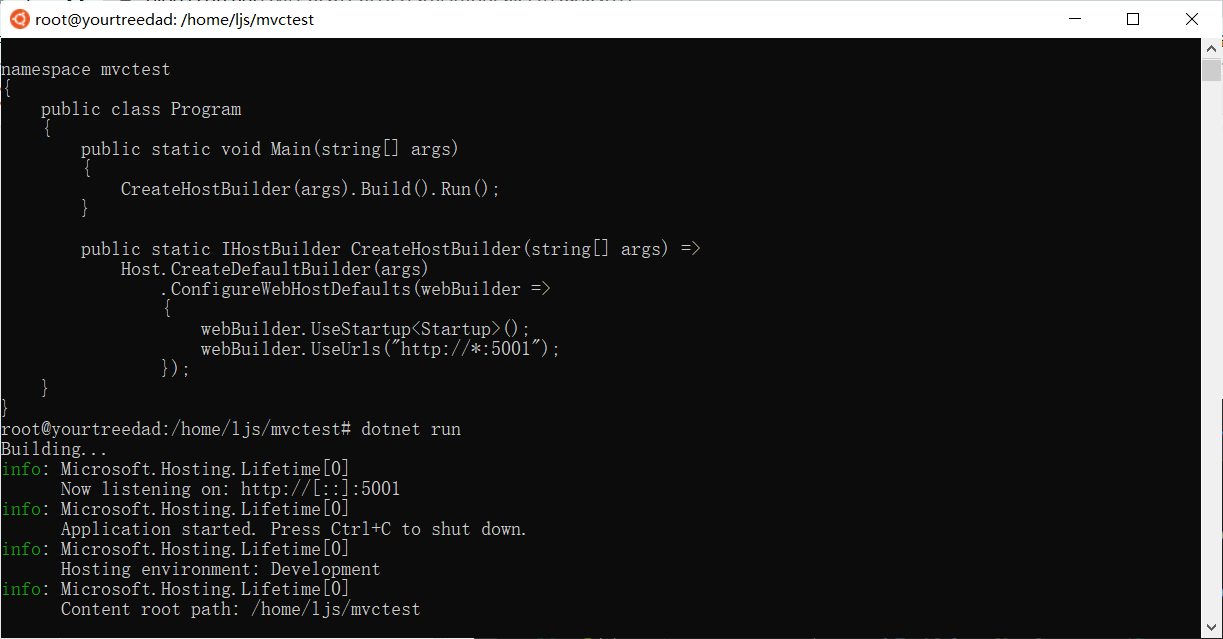 root@yourtreedad: /home/ljs/mvctest
namespace mvctest
{
    public class Program
    {
        public static void Main(string[] args)
        {
            CreateHostBuilder(args).Build().Run();
        }

        public static IHostBuilder CreateHostBuilder(string[] args) =>
            Host.CreateDefaultBuilder(args)
                .ConfigureWebHostDefaults(webBuilder =>
                {
                    webBuilder.UseStartup<Startup>();
                    webBuilder.UseUrls("http://*:5001");
                });
    }
}
root@yourtreedad:/home/ljs/mvctest# dotnet run
Building...
info: Microsoft.Hosting.Lifetime[0]
      Now listening on: http://[::]:5001
info: Microsoft.Hosting.Lifetime[0]
      Application started. Press Ctrl+C to shut down.
info: Microsoft.Hosting.Lifetime[0]
      Hosting environment: Development
info: Microsoft.Hosting.Lifetime[0]
      Content root path: /home/ljs/mvctest